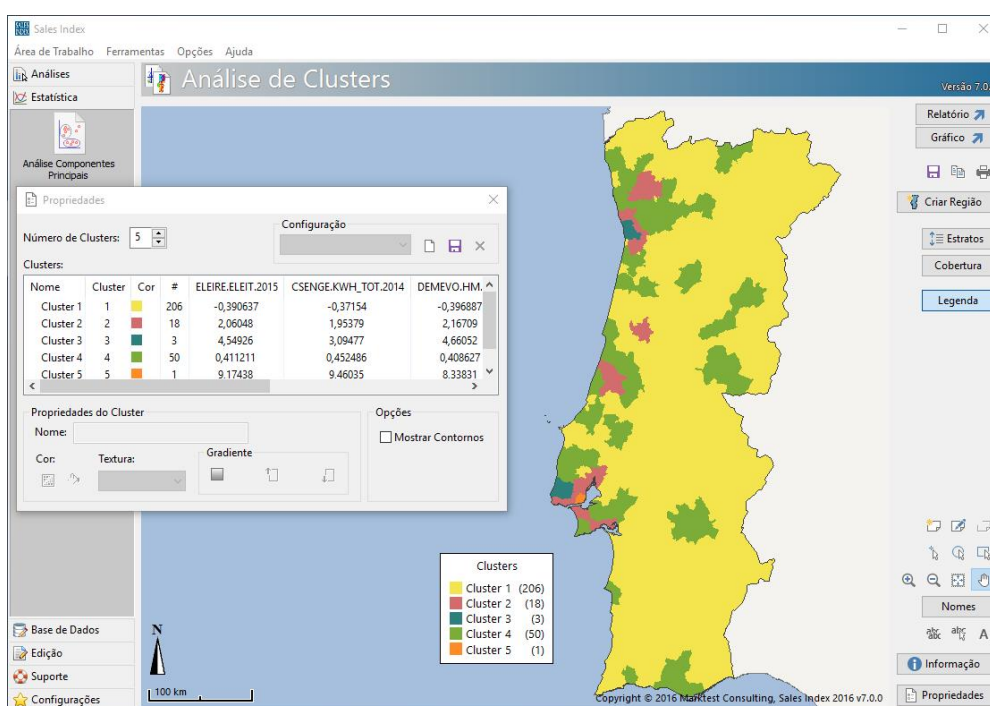 Sales Index
Área de Trabalho Ferramentas Opções Ajuda
Análises
Estatística
Análise Componentes
Principais
Análise de Clusters
Versão 7.0.
Relatório
Gráfico
Criar Região
Estratos
Cobertura
Legenda
Propriedades
Número de Clusters: 5
Configuração
Clusters:
Nome Cluster Cor # ELEIRE.ELEIT.2015 CSENGE.KWH_TOT.2014 DEMEVO.HM.
Cluster 1 1 206 -0,390637 -0,37154 -0,396887
Cluster 2 2 18 2,06048 1,95379 2,16709
Cluster 3 3 3 4,54926 3,09477 4,66052
Cluster 4 4 50 0,411211 0,452486 0,408627
Cluster 5 5 1 9,17438 9,46035 8,33831
Propriedades do Cluster
Nome:
Cor: Textura:
Gradiente
Opções
Mostrar Contornos
Clusters
Cluster 1 (206)
Cluster 2 (18)
Cluster 3 (3)
Cluster 4 (50)
Cluster 5 (1)
N
100 km
Copyright © 2016 Marktest Consulting, Sales Index 2016 v7.0.0
Base de Dados
Edição
Suporte
Configurações
Nomes
abc abc A
Informação
Propriedades